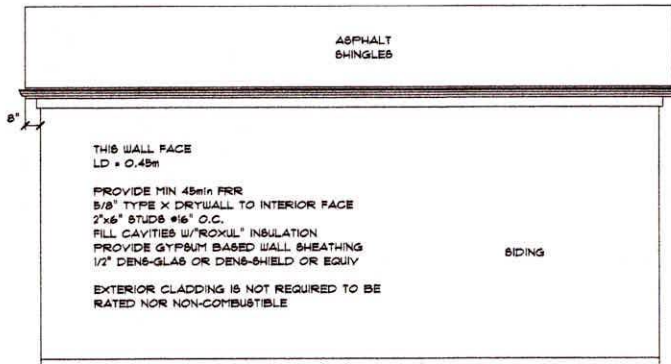 ASPHALT
SHINGLES
8"
THIS WALL FACE
LD = 0.45m
PROVIDE MIN 45min FRR
5/8" TYPE X DRYWALL TO INTERIOR FACE
2"x6" STUDS @16" O.C.
FILL CAVITIES W/"ROXUL" INSULATION
PROVIDE GYPSUM BASED WALL SHEATHING
1/2" DENS-GLAS OR DENS-SHIELD OR EQUIV
SIDING
EXTERIOR CLADDING IS NOT REQUIRED TO BE
RATED NOR NON-COMBUSTIBLE